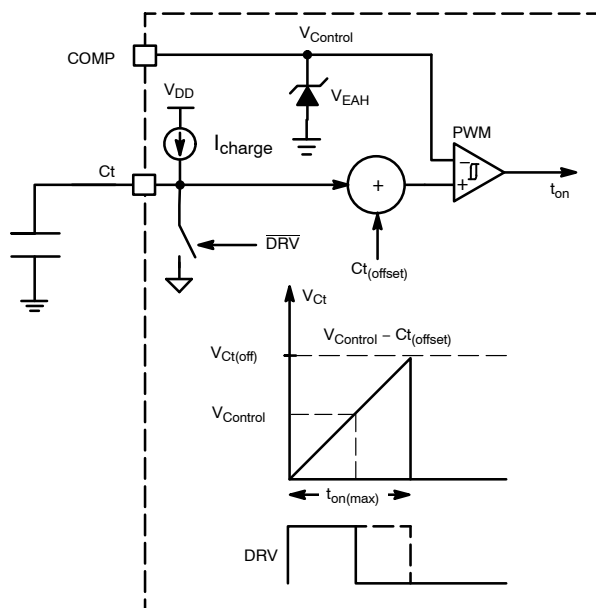 V_Control
COMP
V_DD
V_EAH
PWM
I_charge
Ct
+
−
+
t_on
DRV
Ct_(offset)
V_Ct
V_Control − Ct_(offset)
V_Ct(off)
V_Control
t_on(max)
DRV